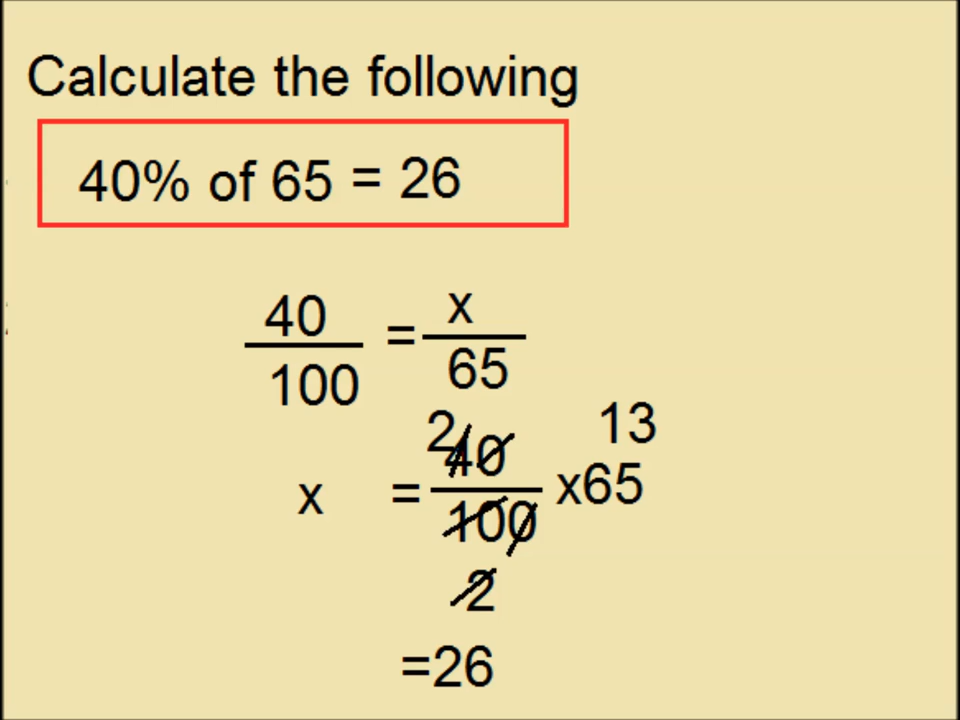 Calculate the following
40% of 65 = 26
40
100
=
x
65
2
13
40
x
=
100
x65
2
=26